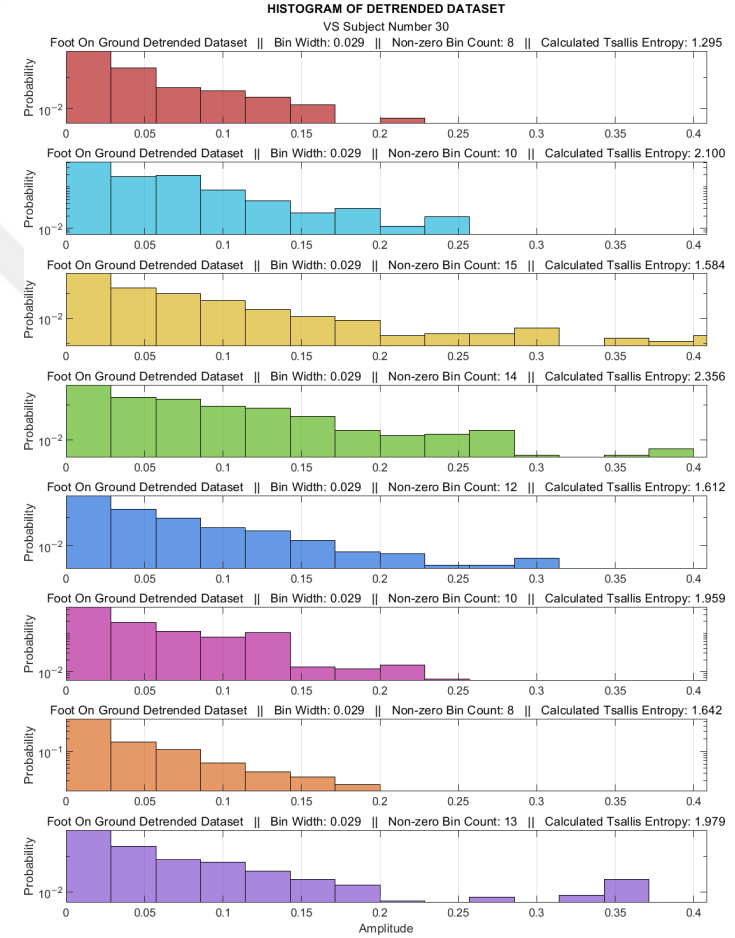 HISTOGRAM OF DETRENDED DATASET
VS Subject Number 30
Foot On Ground Detrended Dataset || Bin Width: 0.029 || Non-zero Bin Count: 8 || Calculated Tsallis Entropy: 1.295
Probability
10−2
0 0.05 0.1 0.15 0.2 0.25 0.3 0.35 0.4
Foot On Ground Detrended Dataset || Bin Width: 0.029 || Non-zero Bin Count: 10 || Calculated Tsallis Entropy: 2.100
Probability
10−2
0 0.05 0.1 0.15 0.2 0.25 0.3 0.35 0.4
Foot On Ground Detrended Dataset || Bin Width: 0.029 || Non-zero Bin Count: 15 || Calculated Tsallis Entropy: 1.584
Probability
10−2
0 0.05 0.1 0.15 0.2 0.25 0.3 0.35 0.4
Foot On Ground Detrended Dataset || Bin Width: 0.029 || Non-zero Bin Count: 14 || Calculated Tsallis Entropy: 2.356
Probability
10−2
0 0.05 0.1 0.15 0.2 0.25 0.3 0.35 0.4
Foot On Ground Detrended Dataset || Bin Width: 0.029 || Non-zero Bin Count: 12 || Calculated Tsallis Entropy: 1.612
Probability
10−2
0 0.05 0.1 0.15 0.2 0.25 0.3 0.35 0.4
Foot On Ground Detrended Dataset || Bin Width: 0.029 || Non-zero Bin Count: 10 || Calculated Tsallis Entropy: 1.959
Probability
10−2
0 0.05 0.1 0.15 0.2 0.25 0.3 0.35 0.4
Foot On Ground Detrended Dataset || Bin Width: 0.029 || Non-zero Bin Count: 8 || Calculated Tsallis Entropy: 1.642
Probability
10−1
0 0.05 0.1 0.15 0.2 0.25 0.3 0.35 0.4
Foot On Ground Detrended Dataset || Bin Width: 0.029 || Non-zero Bin Count: 13 || Calculated Tsallis Entropy: 1.979
Probability
10−2
0 0.05 0.1 0.15 0.2 0.25 0.3 0.35 0.4
Amplitude